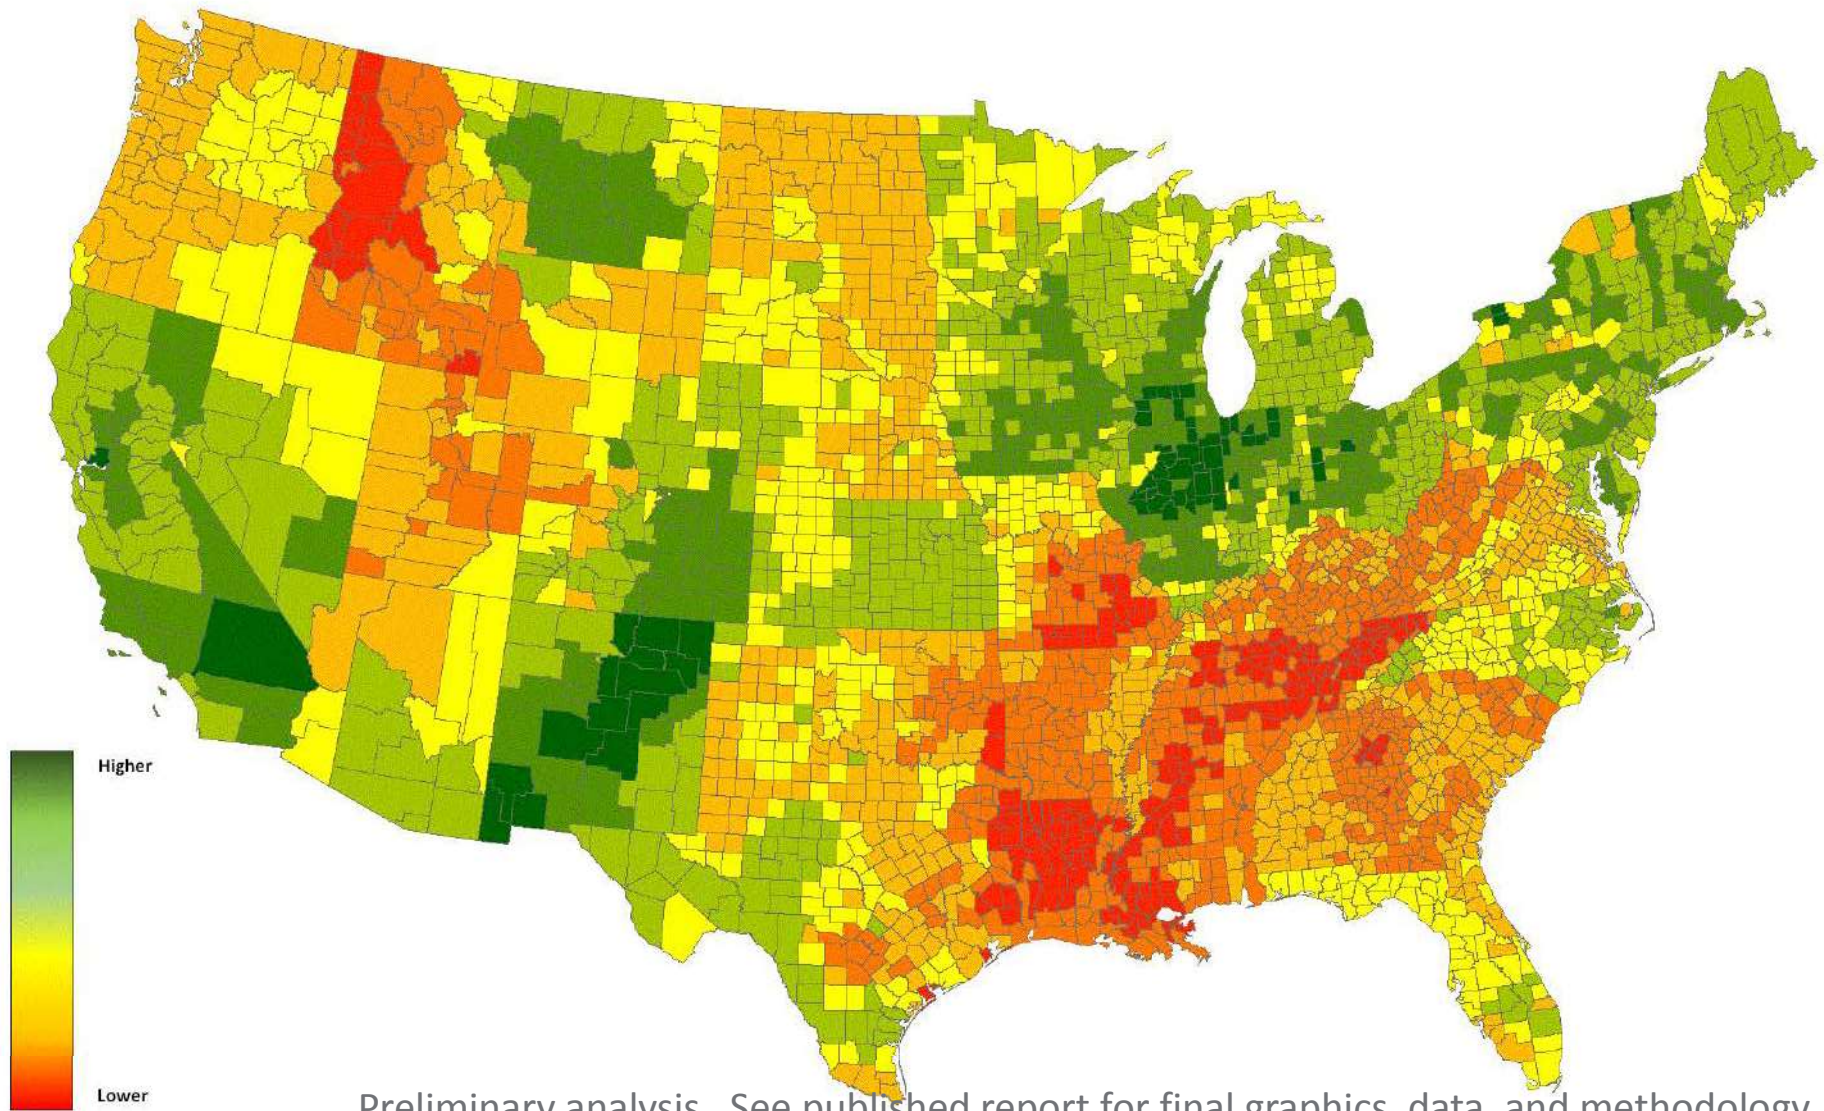 Higher
Lower
Preliminary analysis. See published report for final graphics, data, and methodology